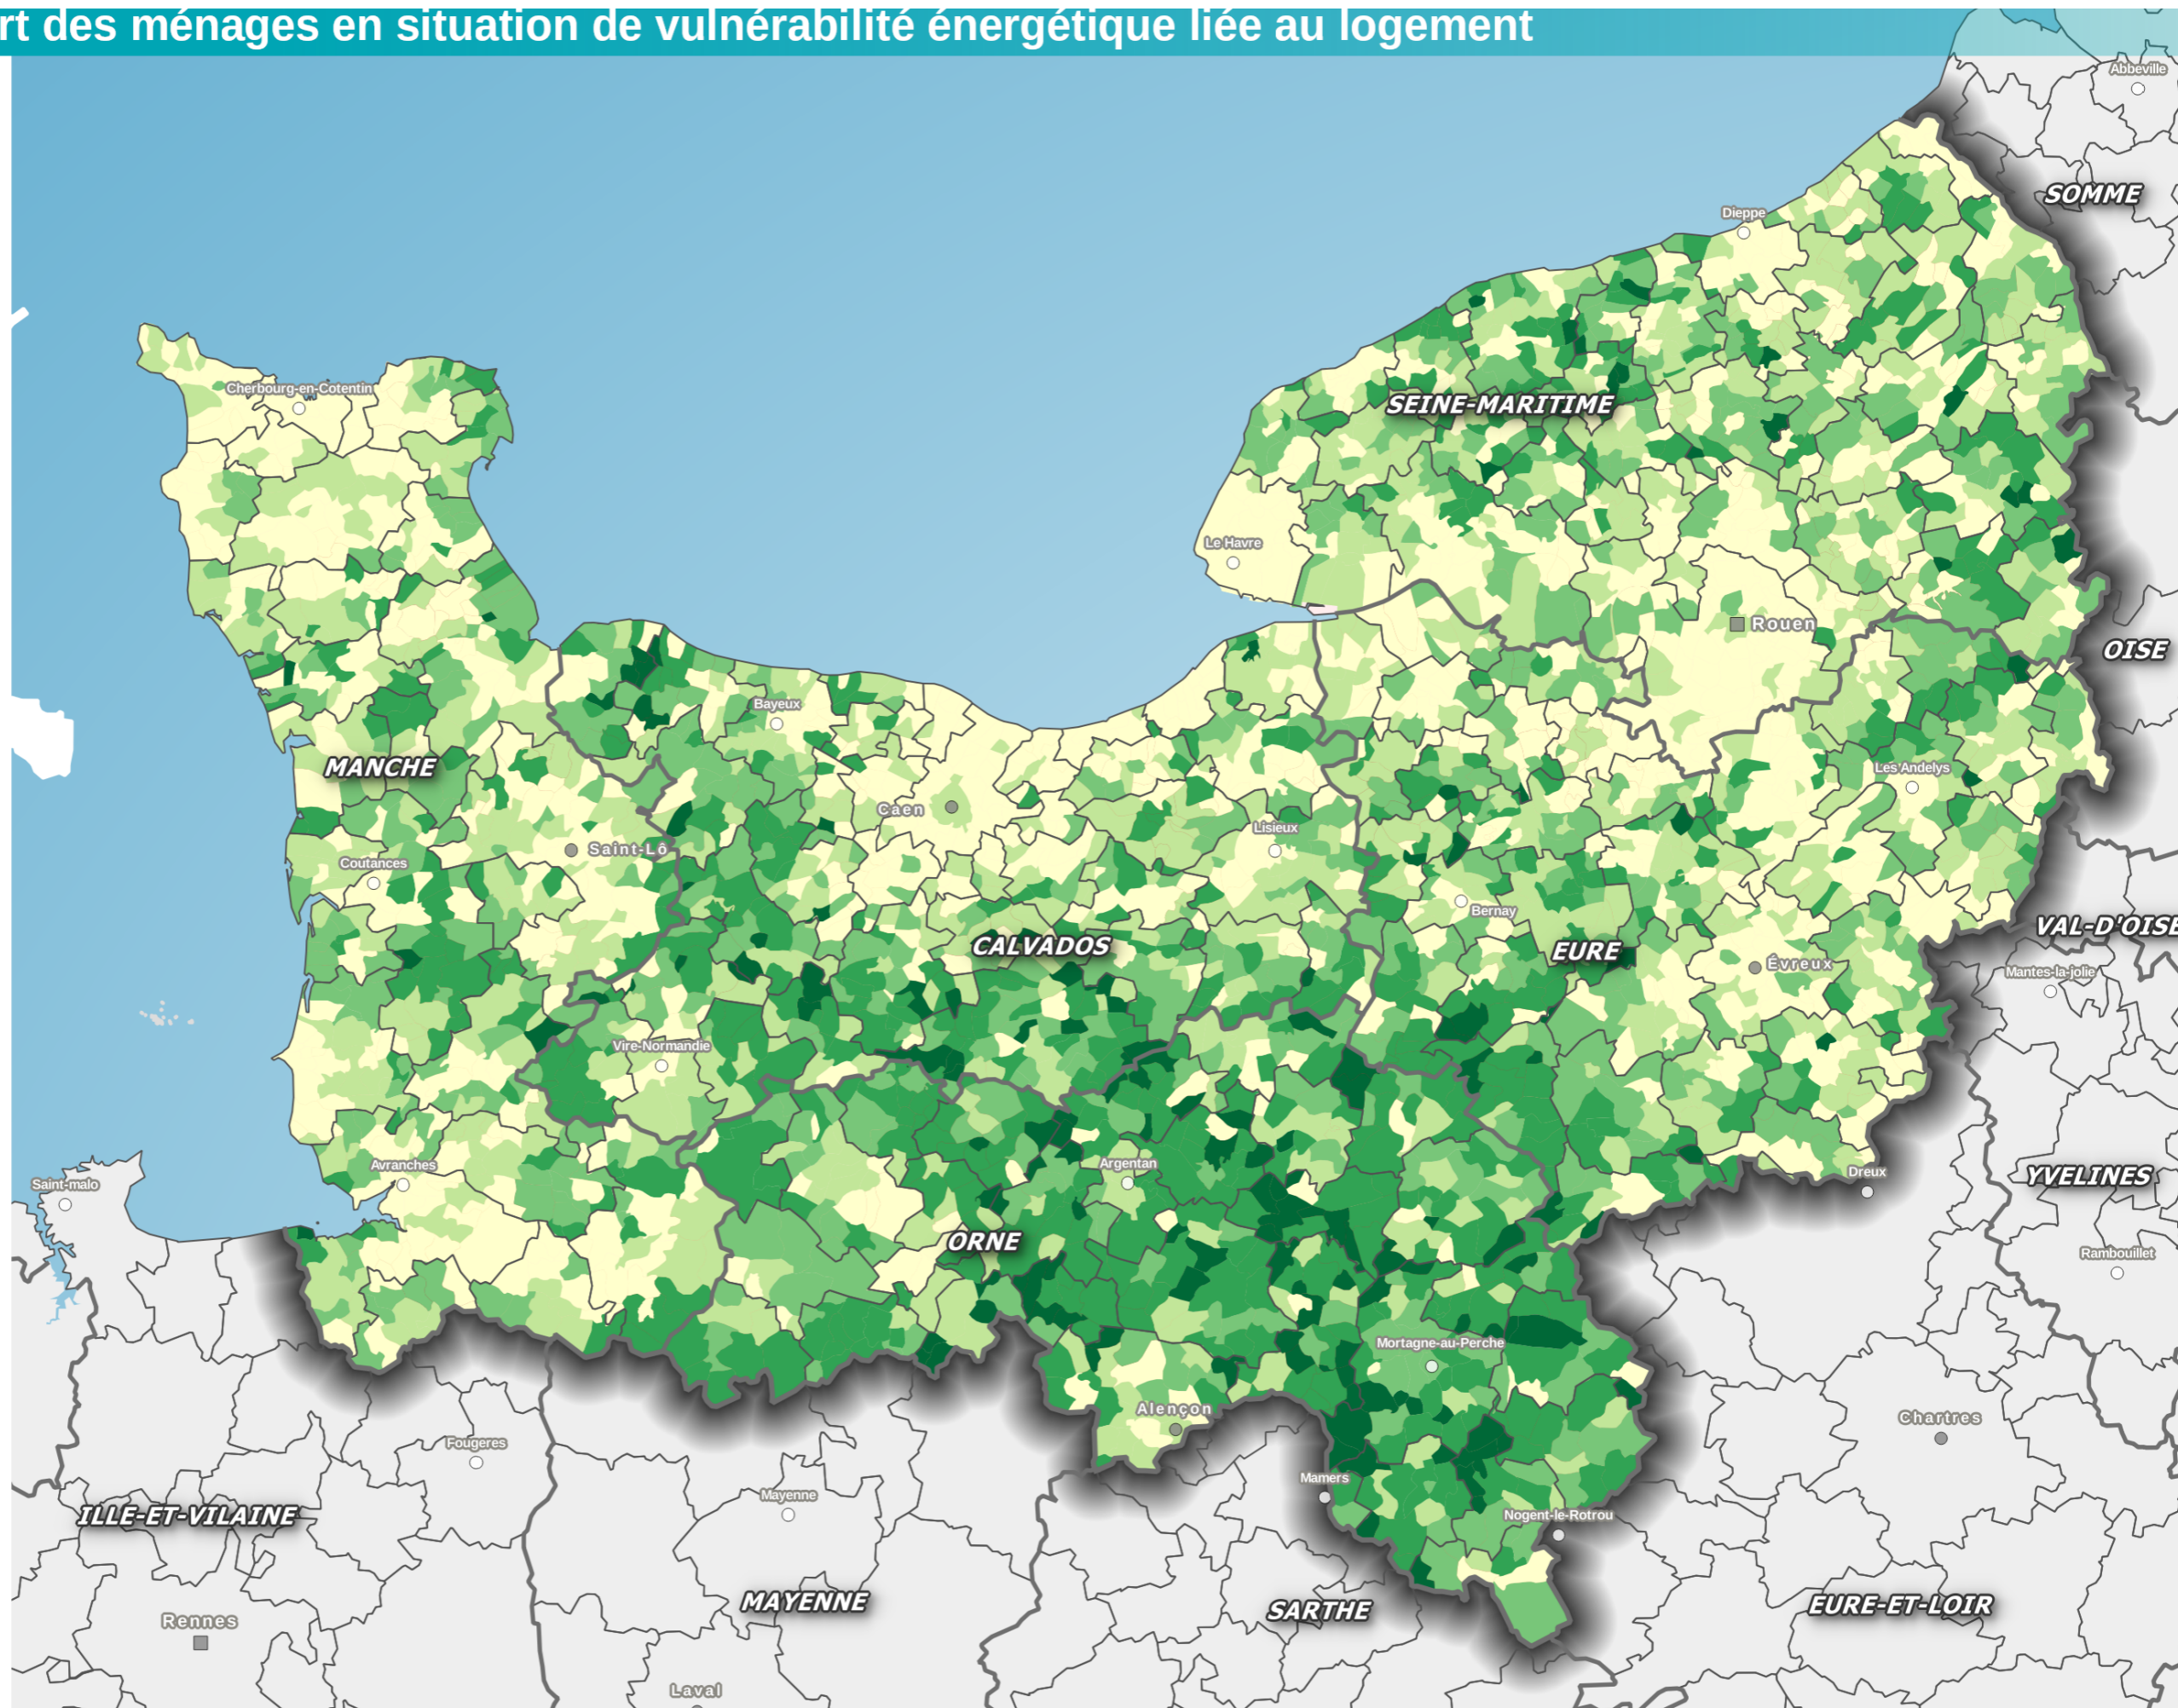 rt des ménages en situation de vulnérabilité énergétique liée au logement
Abbeville
SOMME
Dieppe
Cherbourg-en-Cotentin
SEINE-MARITIME
Le Havre
Rouen
OISE
Bayeux
MANCHE
Les Andelys
Caen
Lisieux
Saint-Lô
Coutances
Bernay
VAL-D'OISE
CALVADOS
EURE
Évreux
Mantes-la-jolie
Vire-Normandie
Avranches
Argentan
Dreux
YVELINES
Saint-malo
ORNE
Rambouillet
Mortagne-au-Perche
Alençon
Chartres
Fougeres
Mamers
Mayenne
ILLE-ET-VILAINE
Nogent-le-Rotrou
MAYENNE
SARTHE
EURE-ET-LOIR
Rennes
Laval